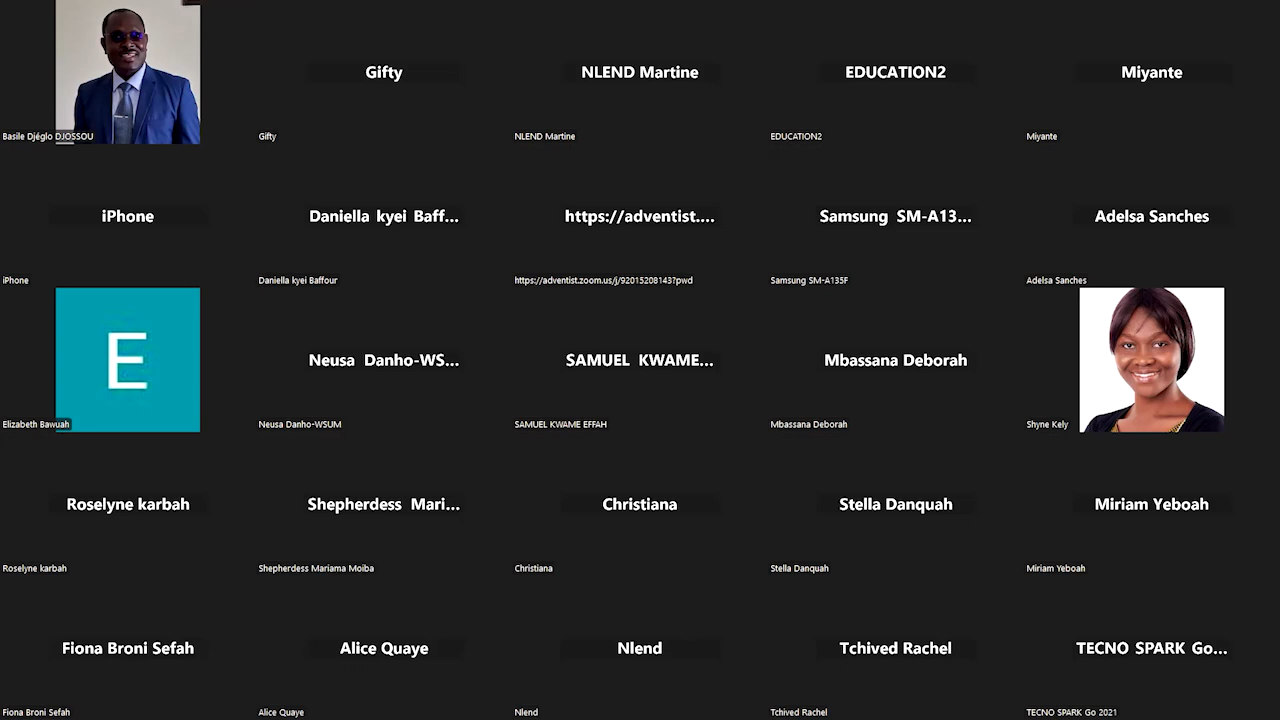 Basile Djéglo DJOSSOU
Gifty
Gifty
NLEND Martine
NLEND Martine
EDUCATION2
EDUCATION2
Miyante
Miyante
iPhone
iPhone
Daniella kyei Baff...
Daniella kyei Baffour
https://adventist....
https://adventist.zoom.us/j/92015208143?pwd
Samsung SM-A13...
Samsung SM-A135F
Adelsa Sanches
Adelsa Sanches
E
Elizabeth Bawuah
Neusa Danho-WS...
Neusa Danho-WSUM
SAMUEL KWAME...
SAMUEL KWAME EFFAH
Mbassana Deborah
Mbassana Deborah
Shyne Kely
Roselyne karbah
Roselyne karbah
Shepherdess Mari...
Shepherdess Mariama Moiba
Christiana
Christiana
Stella Danquah
Stella Danquah
Miriam Yeboah
Miriam Yeboah
Fiona Broni Sefah
Fiona Broni Sefah
Alice Quaye
Alice Quaye
Nlend
Nlend
Tchived Rachel
Tchived Rachel
TECNO SPARK Go...
TECNO SPARK Go 2021